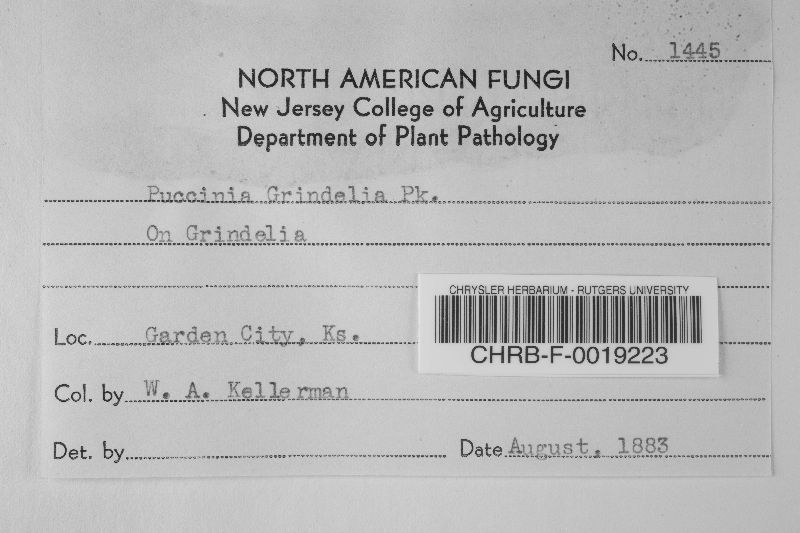 No. 1445
NORTH AMERICAN FUNGI
New Jersey College of Agriculture
Department of Plant Pathology
Puccinia Grindelia Pk.
On Grindelia
CHRYSLER HERBARIUM - RUTGERS UNIVERSITY
CHRB-F-0019223
Loc. Garden City, Ks.
Col. by W. A. Kellerman
Det. by
Date August, 1883